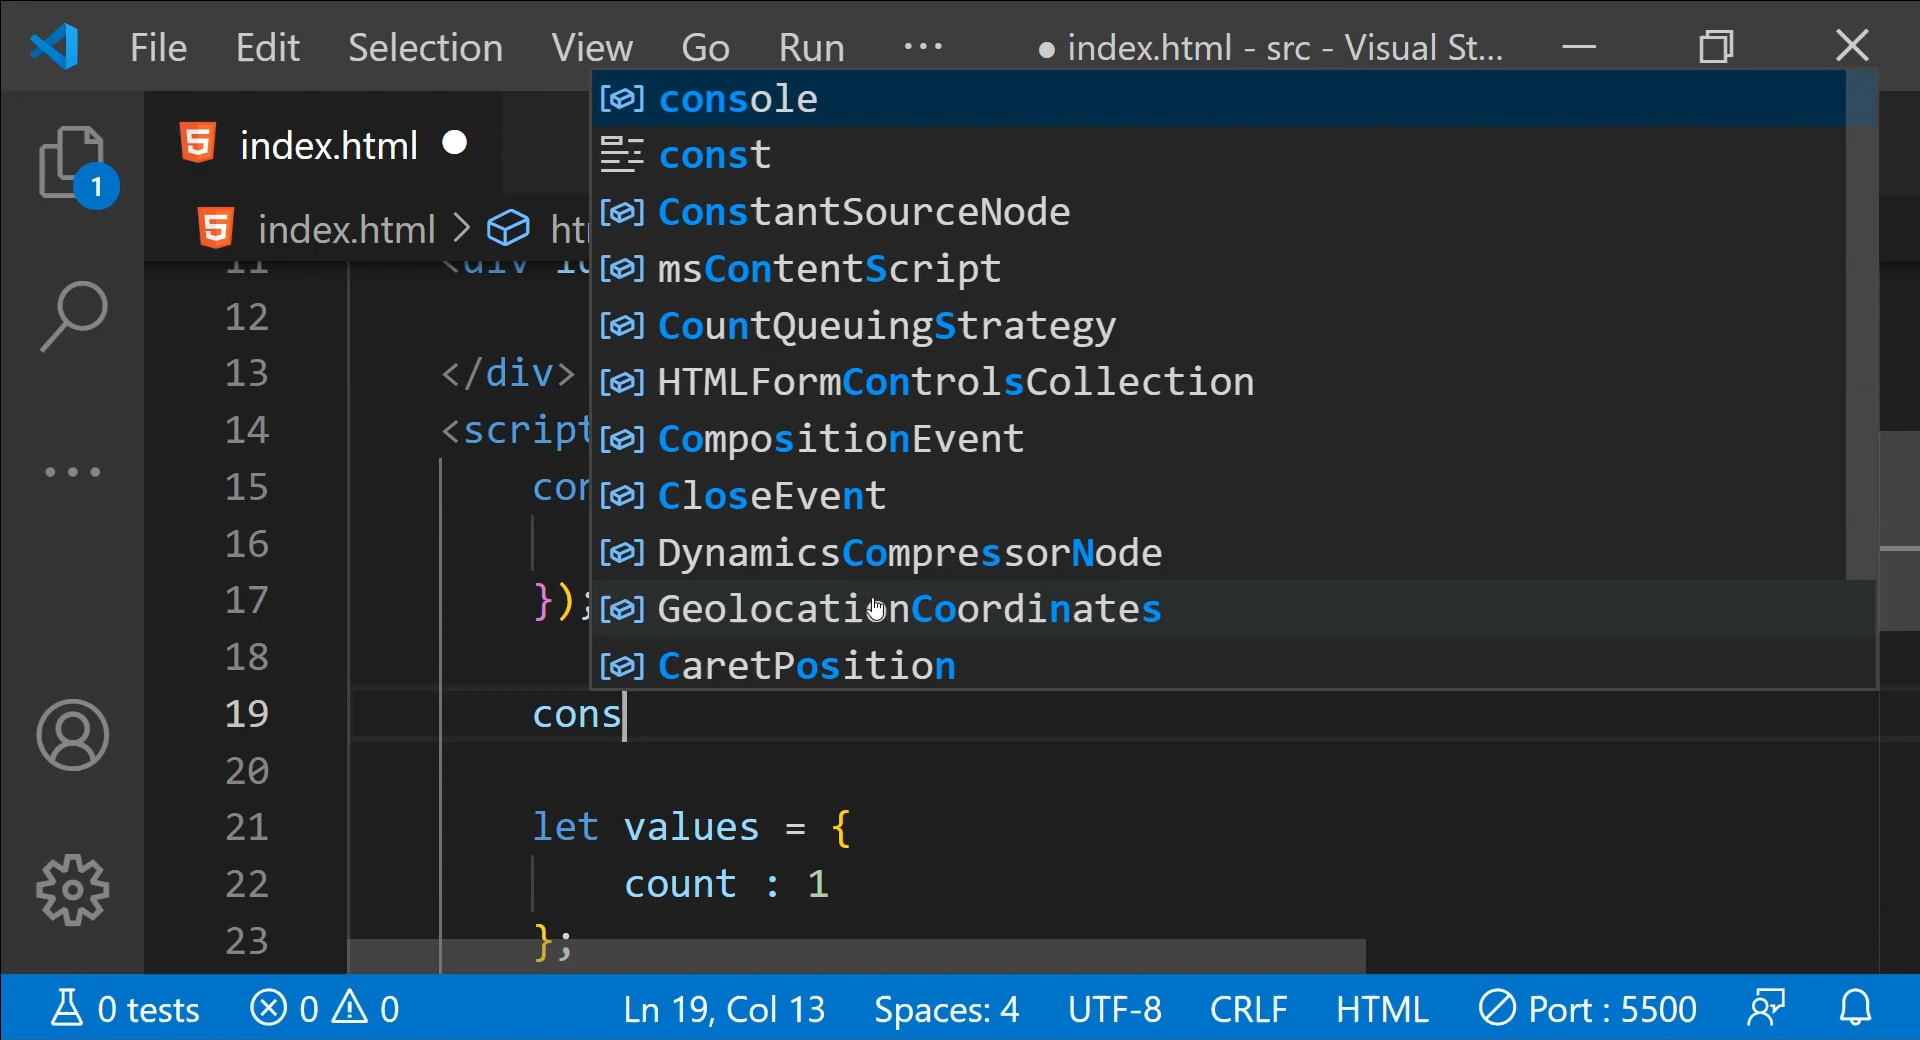 File Edit Selection View Go Run ··· ● index.html - src - Visual St...
index.html ●
1
index.html > ht
console
const
ConstantSourceNode
msContentScript
CountQueuingStrategy
HTMLFormControlsCollection
CompositionEvent
CloseEvent
DynamicsCompressorNode
GeolocationCoordinates
CaretPosition
11 <div
12
13 </div>
14 <script
15 con
16
17 });
18
19 cons
20
21 let values = {
22 count : 1
23 };
0 tests 0 0 Ln 19, Col 13 Spaces: 4 UTF-8 CRLF HTML Port : 5500